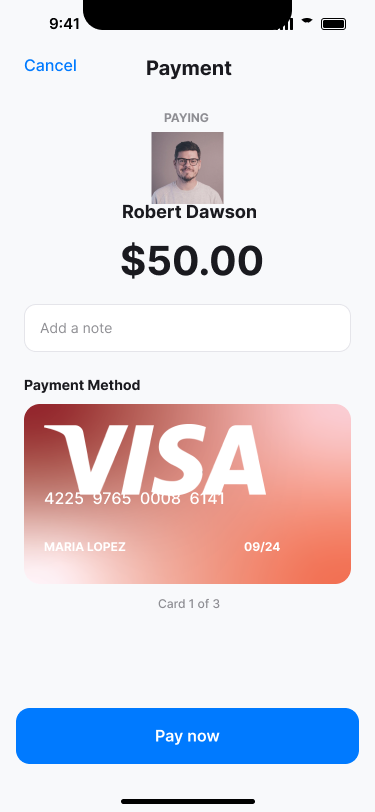 9:41
Cancel
Payment
PAYING
Robert Dawson
$50.00
Add a note
Payment Method
VISA
4225 9765 0008 6141
MARIA LOPEZ 09/24
Card 1 of 3
Pay now